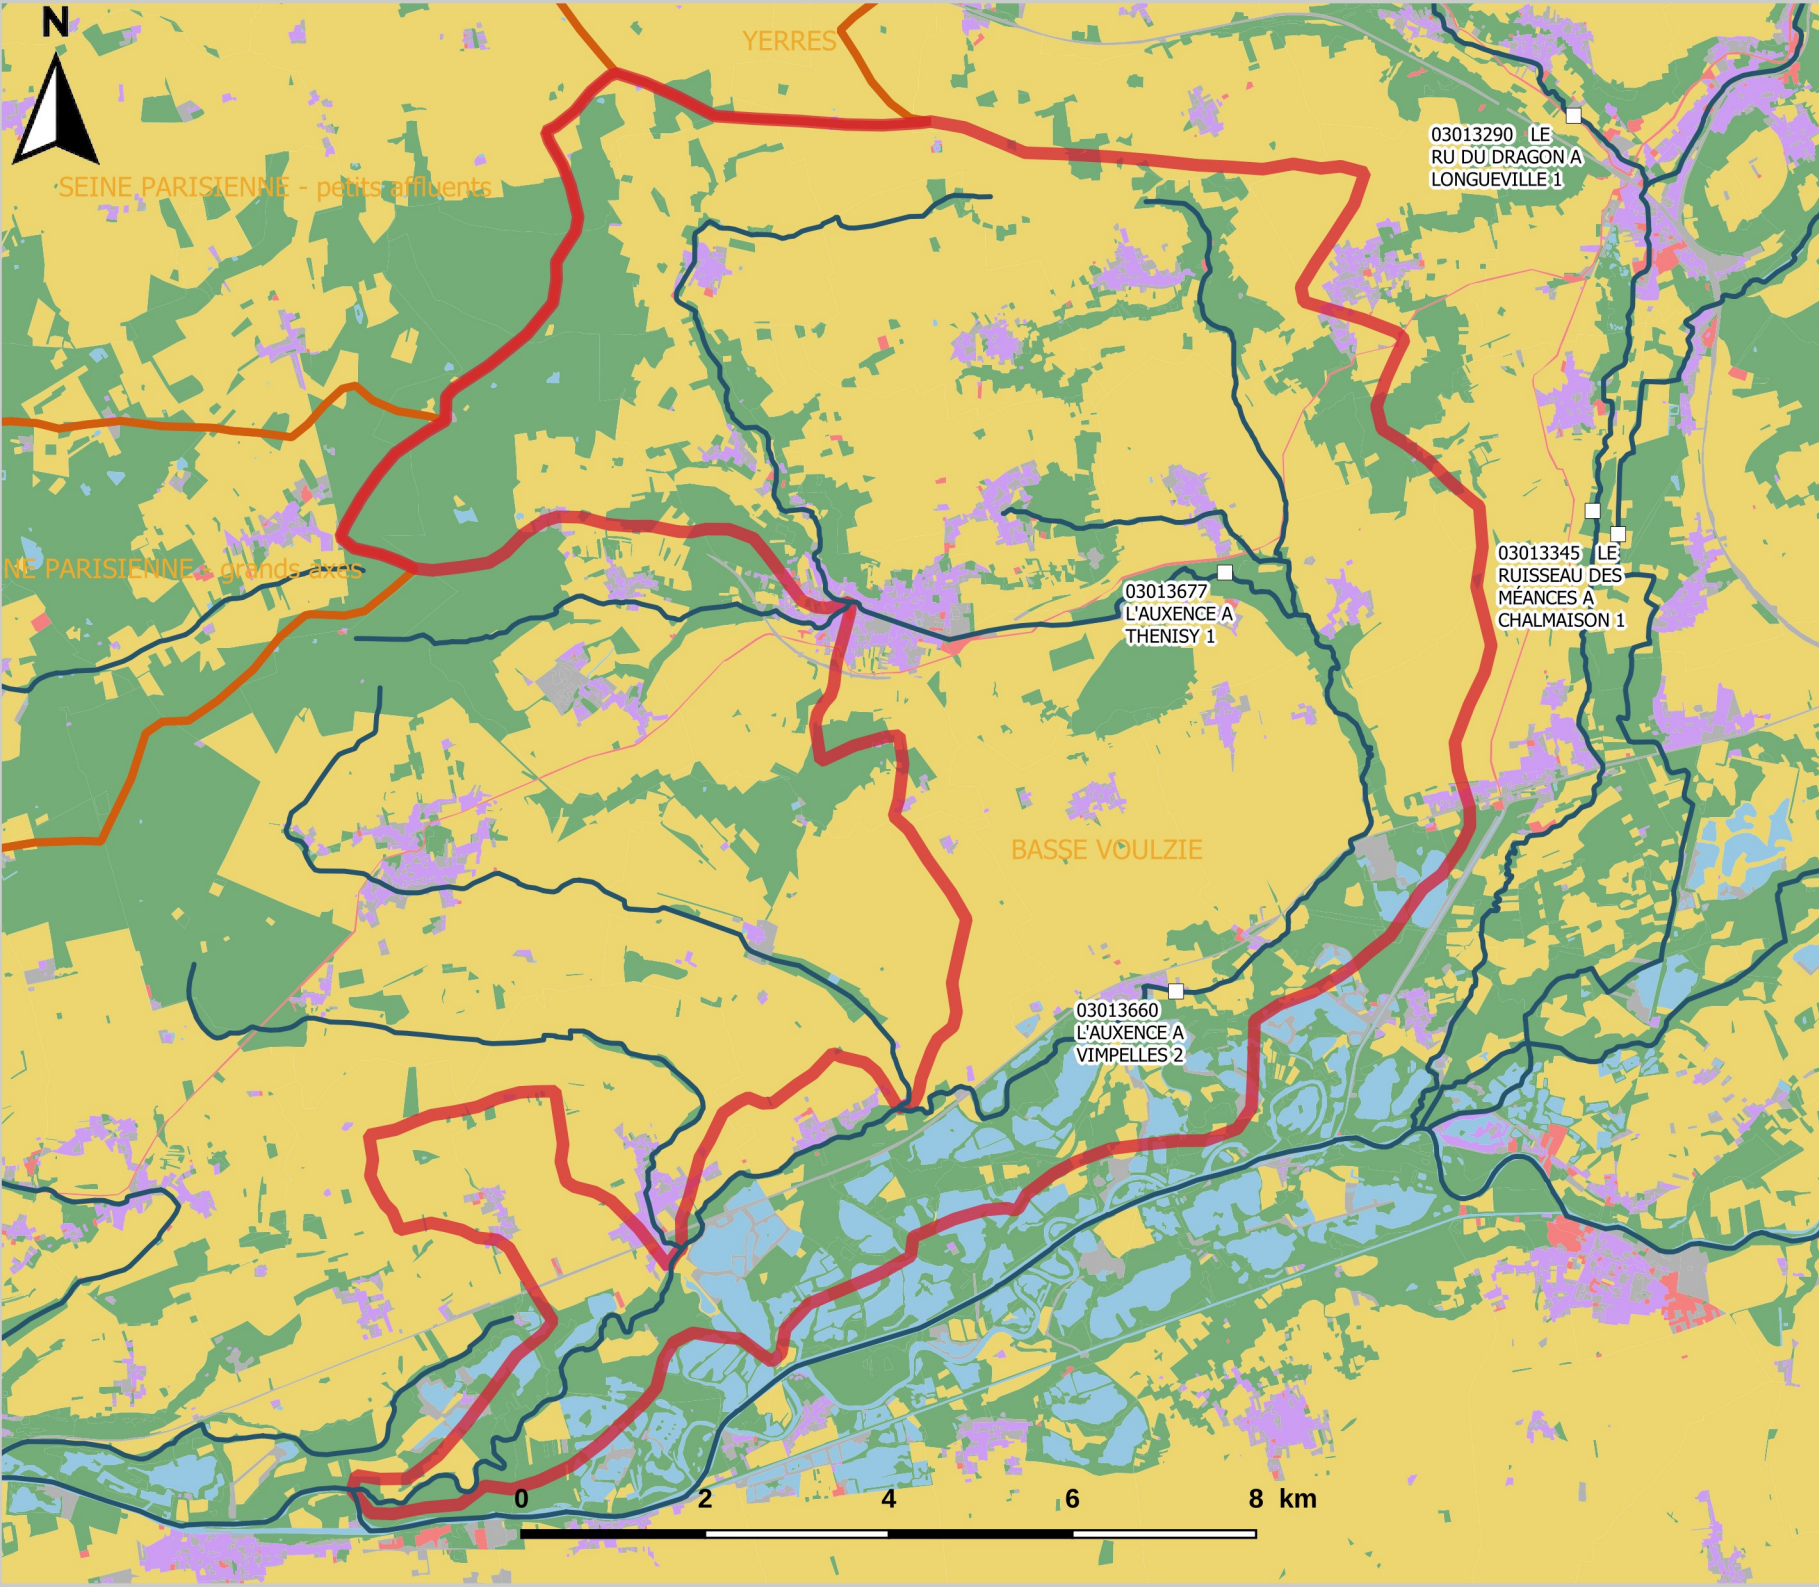 N
YERRES
03013290 LE
RU DU DRAGON A
LONGUEVILLE 1
SEINE PARISIENNE - petits affluents
NE PARISIENNE - grands axes
03013345 LE
RUISSEAU DES
MÉANCES A
CHALMAISON 1
03013677
L'AUXENCE A
THENISY 1
BASSE VOULZIE
03013660
L'AUXENCE A
VIMPELLES 2
0 2 4 6 8 km